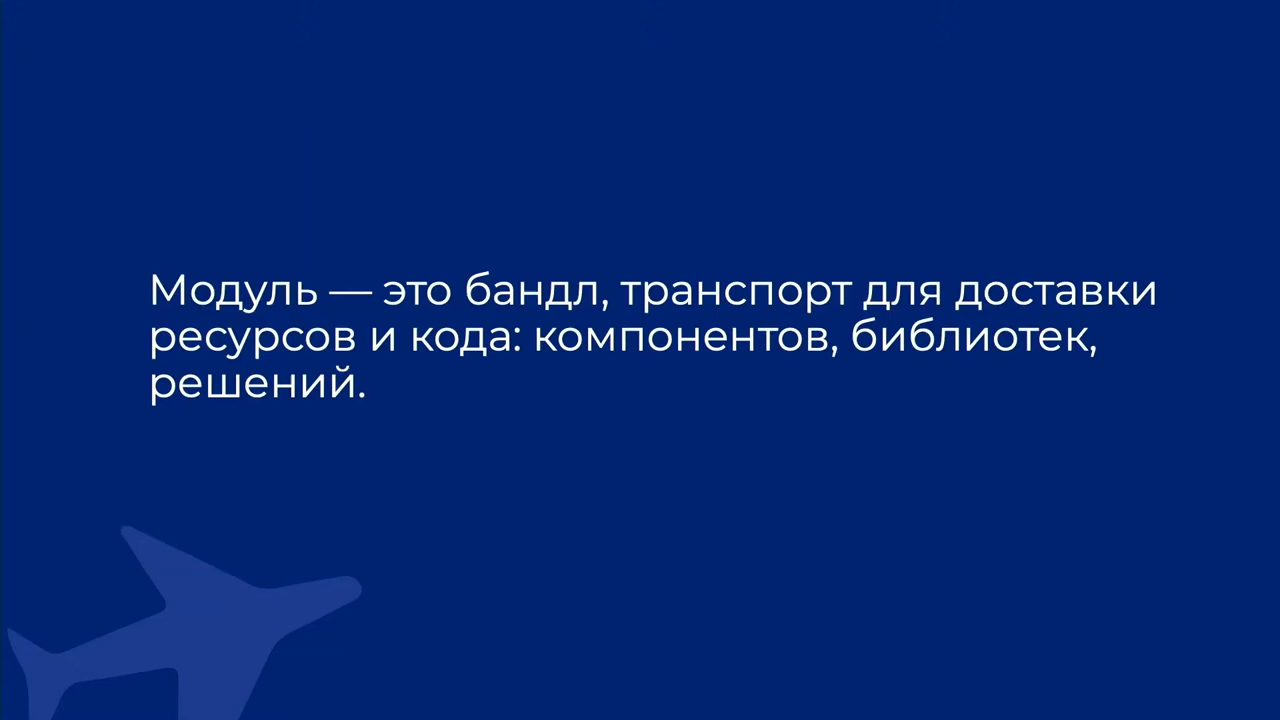 Модуль — это бандл, транспорт для доставки
ресурсов и кода: компонентов, библиотек,
решений.